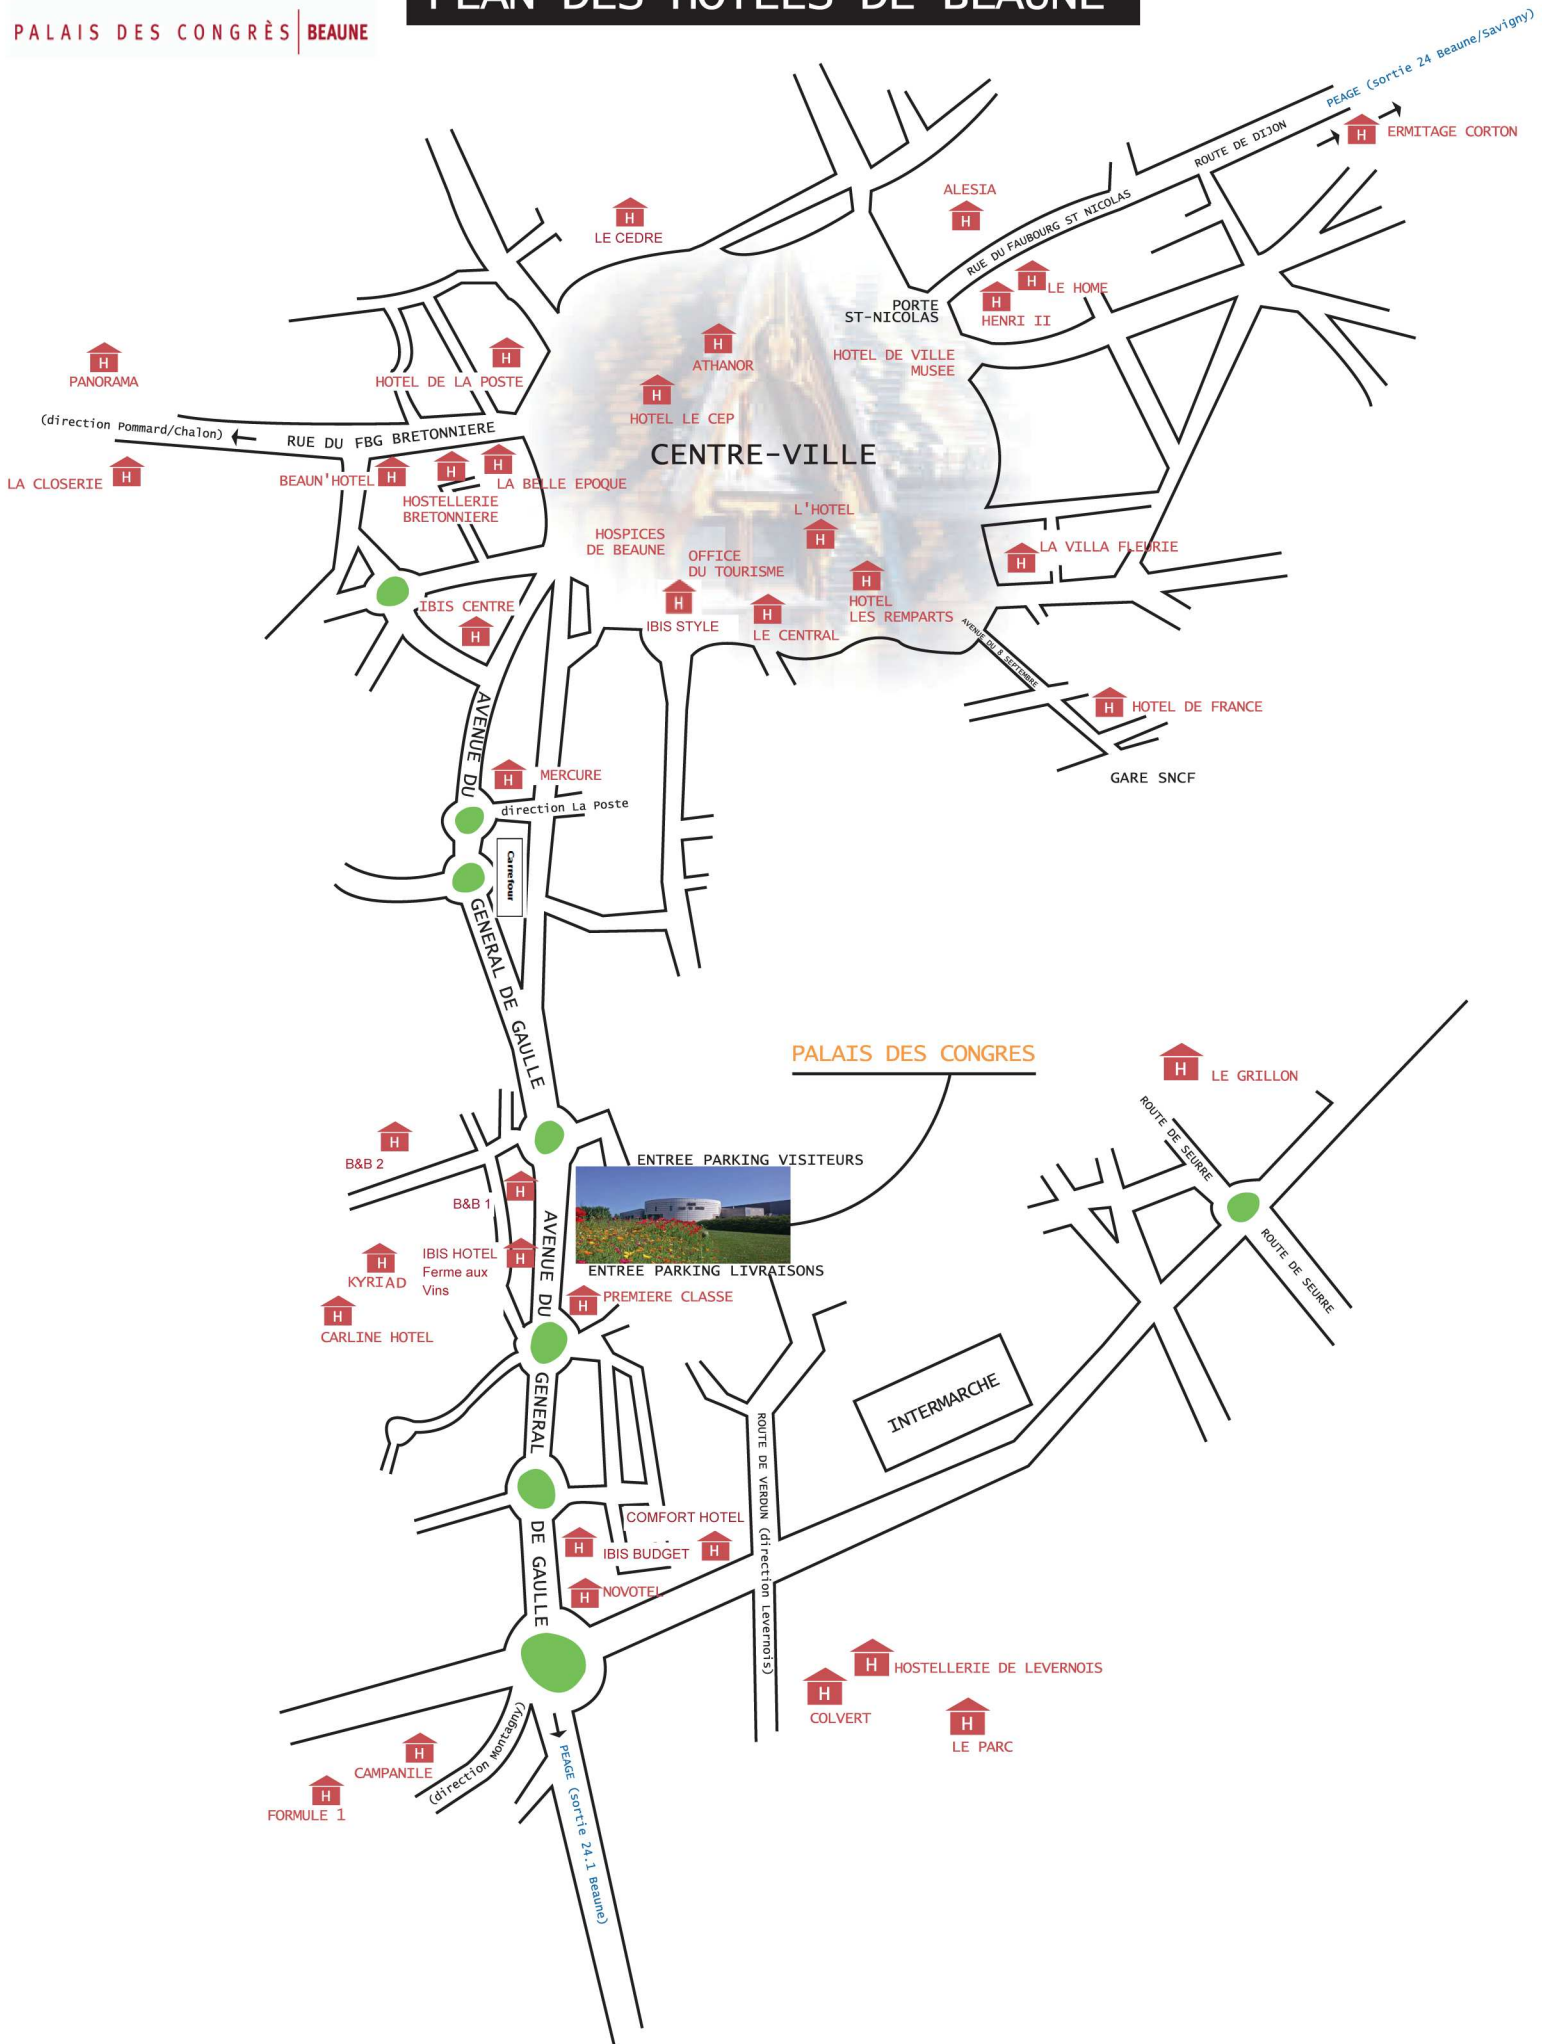 PLAN DES HOTELS DE BEAUNE
PALAIS DES CONGRÈS BEAUNE
PEAGE (sortie 24 Beaune/Savigny)
ERMITAGE CORTON
ROUTE DE DIJON
ALESIA
RUE DU FAUBOURG ST NICOLAS
LE CEDRE
LE HOME
PORTE
ST-NICOLAS
HENRI II
HOTEL DE VILLE
MUSEE
ATHANOR
PANORAMA
HOTEL DE LA POSTE
HOTEL LE CEP
(direction Pommard/Chalon)
RUE DU FBG BRETONNIERE
CENTRE-VILLE
LA CLOSERIE
BEAUN'HOTEL
LA BELLE EPOQUE
HOSTELLERIE
BRETONNIERE
L'HOTEL
HOSPICES
DE BEAUNE
OFFICE
DU TOURISME
LA VILLA FLEURIE
IBIS CENTRE
HOTEL
LES REMPARTS
IBIS STYLE
LE CENTRAL
AVENUE DU 8 SEPTEMBRE
HOTEL DE FRANCE
GARE SNCF
AVENUE DU
MERCURE
direction La Poste
Carrefour
GENERAL DE GAULLE
PALAIS DES CONGRES
LE GRILLON
ROUTE DE SEURRE
B&B 2
ENTREE PARKING VISITEURS
B&B 1
AVENUE DU
ROUTE DE SEURRE
IBIS HOTEL
Ferme aux
Vins
KYRIAD
ENTREE PARKING LIVRAISONS
PREMIERE CLASSE
CARLINE HOTEL
GENERAL
INTERMARCHE
ROUTE DE VERDUN (direction Levernois)
COMFORT HOTEL
DE GAULLE
IBIS BUDGET
NOVOTEL
HOSTELLERIE DE LEVERNOIS
COLVERT
LE PARC
(direction Montagny)
CAMPANILE
FORMULE 1
PEAGE (sortie 24.1 Beaune)